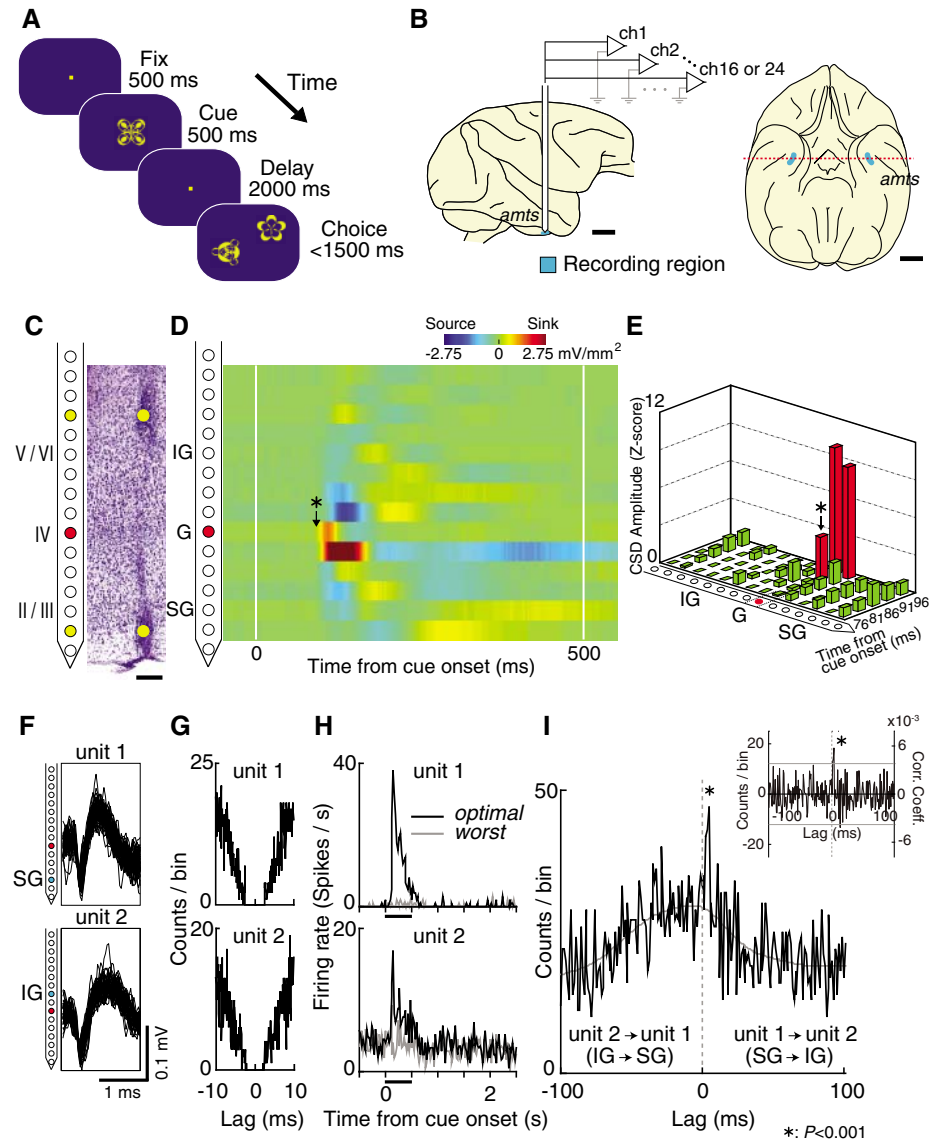 A
Fix
500 ms
Time
Cue
500 ms
Delay
2000 ms
Choice
<1500 ms
B
ch1
ch2
ch16 or 24
amts
amts
Recording region
C
V / VI
IV
II / III
D
Source
Sink
-2.75
0
2.75
mV/mm²
IG
*
G
SG
0
500
Time from cue onset (ms)
E
12
CSD Amplitude (Z-score)
*
0
IG
G
SG
76
81
86
91
96
Time from
cue onset (ms)
F
unit 1
SG
unit 2
IG
0.1 mV
1 ms
G
25
unit 1
0
Counts / bin
20
unit 2
0
-10
0
10
Lag (ms)
H
40
unit 1
optimal
worst
0
Firing rate (Spikes / s)
20
unit 2
0
0
2
Time from cue onset (s)
I
50
*
Counts / bin
unit 2→unit 1
(IG→SG)
unit 1→unit 2
(SG→IG)
0
-100
0
100
Lag (ms)
x10⁻³
20
*
6
Counts / bin
0
0
Corr. Coeff.
-100
100
Lag (ms)
-20
-6
*: P<0.001